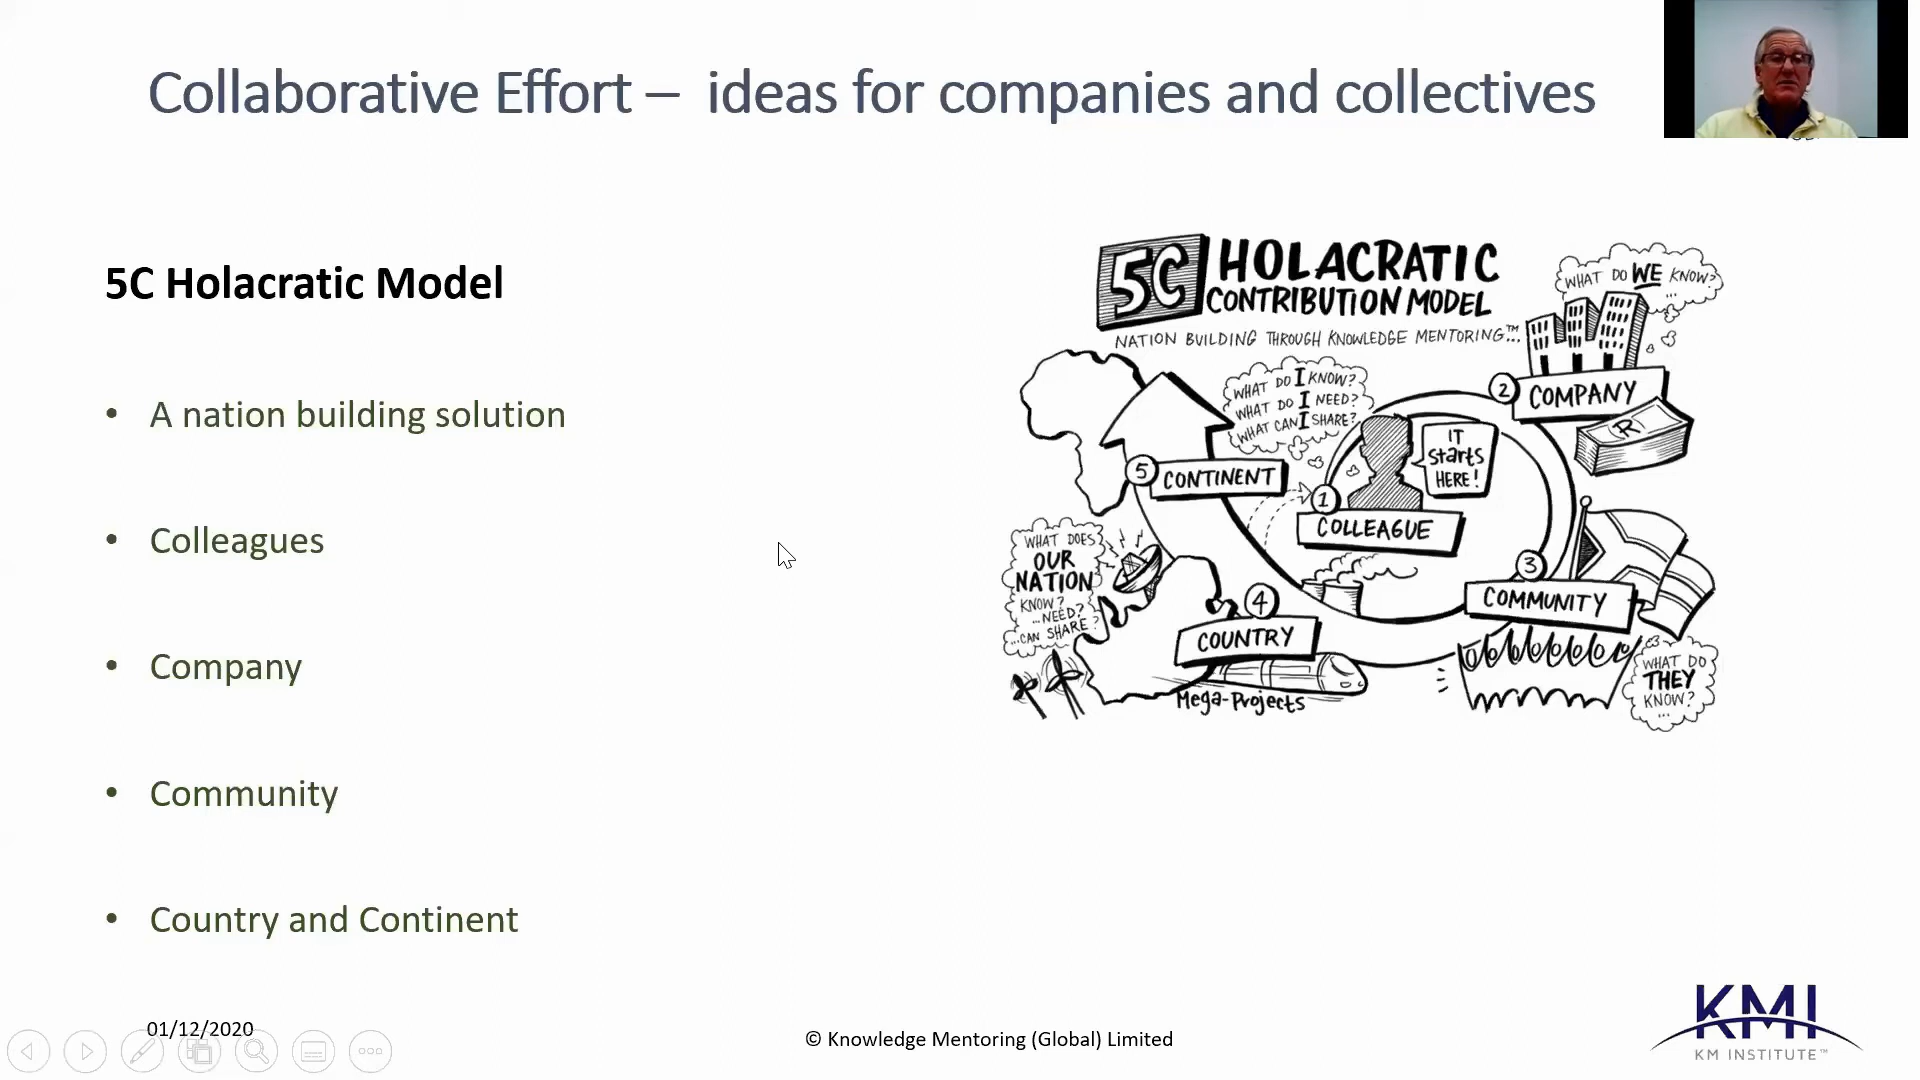 Collaborative Effort – ideas for companies and collectives
5C Holacratic Model
• A nation building solution
• Colleagues
• Company
• Community
• Country and Continent
5C HOLACRATIC
CONTRIBUTION MODEL
NATION BUILDING THROUGH KNOWLEDGE MENTORING™...
WHAT DO WE KNOW?
...
2 COMPANY
R
WHAT DO I KNOW?
WHAT DO I NEED?
WHAT CAN I SHARE?
IT
Starts
HERE!
1
COLLEAGUE
5 CONTINENT
WHAT DOES
OUR
NATION
KNOW?
...NEED?
...CAN SHARE?
3
COMMUNITY
4
COUNTRY
Mega-Projects
WHAT DO
THEY
KNOW?
...
01/12/2020
© Knowledge Mentoring (Global) Limited
KMI
KM INSTITUTE™